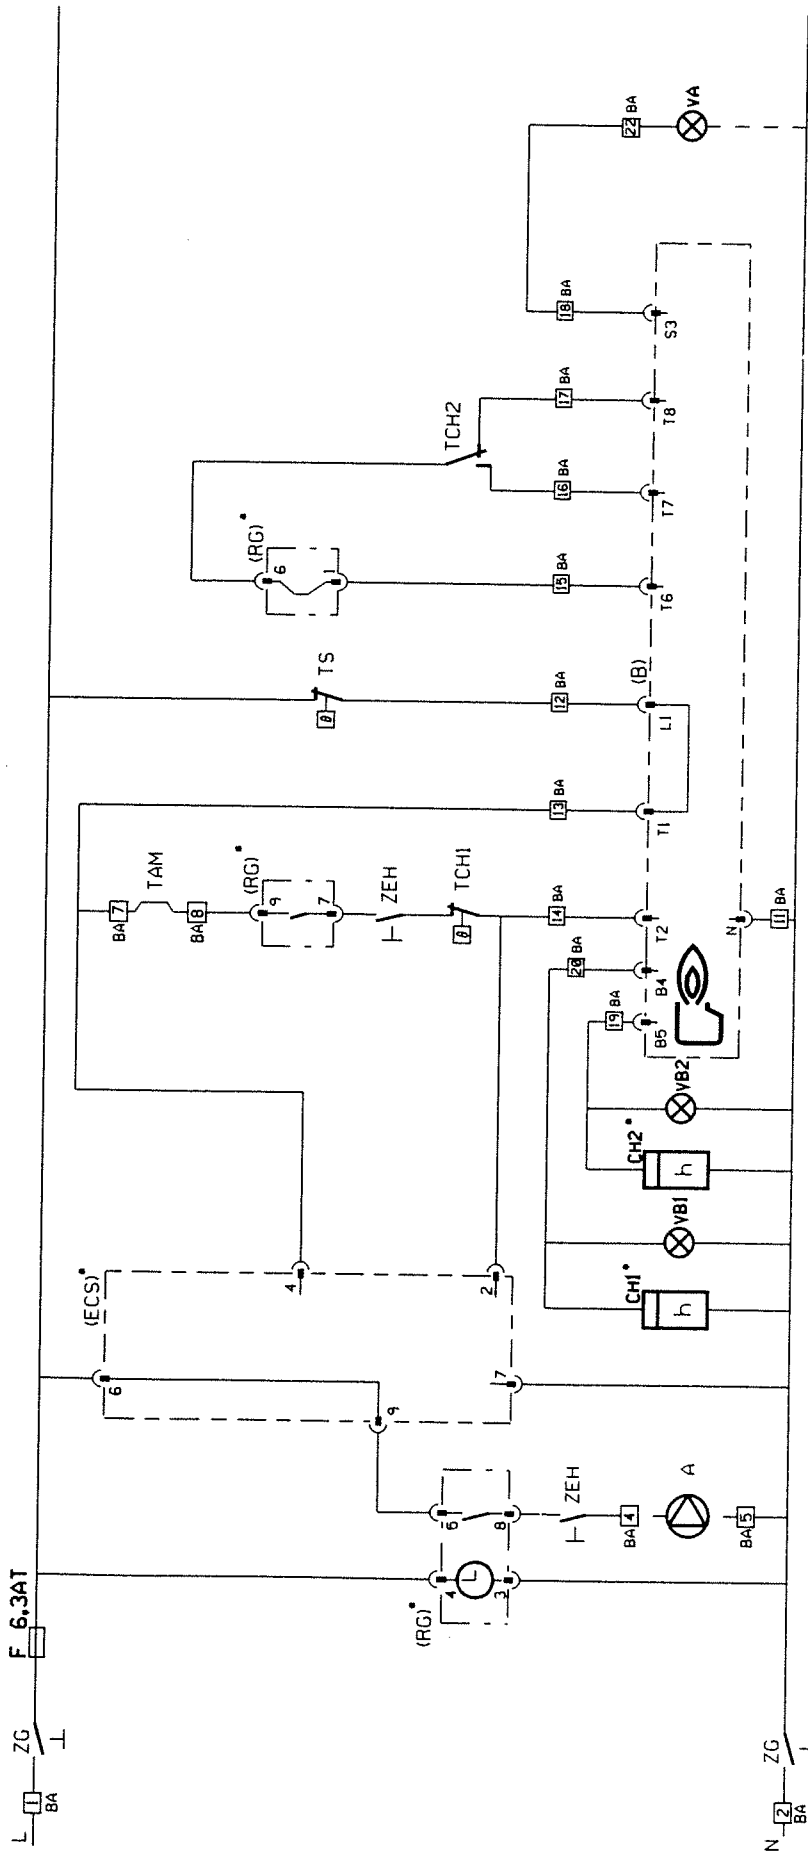 L
1
BA
ZG
F 6,3AT
(RG)*
4
3
6
8
ZEH
BA 4
A
BA 5
(ECS)*
6
9
4
2
7
CH1*
h
VB1
CH2*
h
VB2
B5
19 BA
B4
20 BA
BA 7
TAM
BA 8
(RG)*
9
7
ZEH
TCH1
θ
14 BA
T2
N
11 BA
13 BA
T1
TS
θ
12 BA
(B)
L1
(RG)*
6
1
15 BA
T6
TCH2
16 BA
T7
17 BA
T8
18 BA
S3
22 BA
VA
N
2
BA
ZG